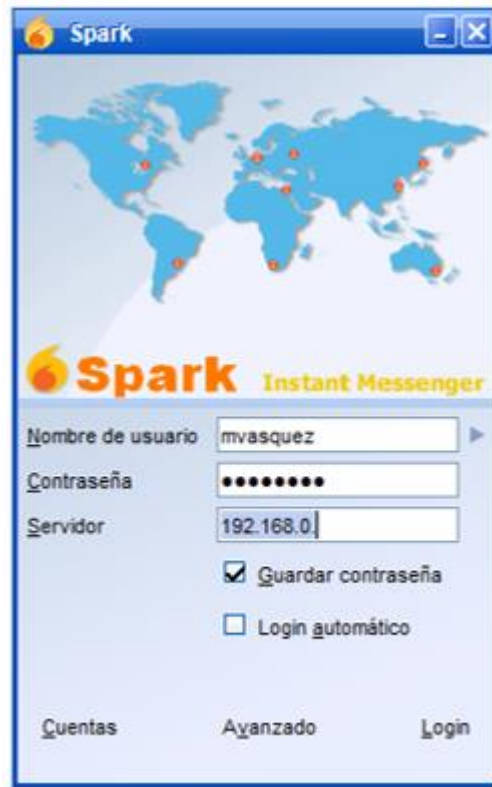 Spark
Spark Instant Messenger
Nombre de usuario mvasquez
Contraseña ••••••••
Servidor 192.168.0.
Guardar contraseña
Login automático
Cuentas Avanzado Login